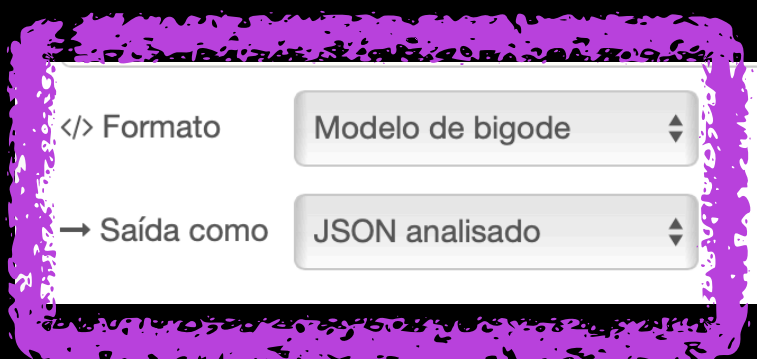 </> Formato
Modelo de bigode
Saída como
JSON analisado